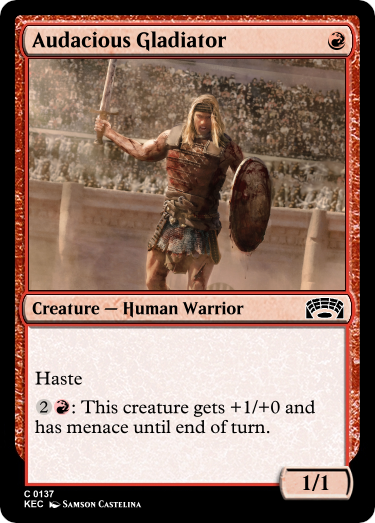 Audacious Gladiator
Creature — Human Warrior
Haste
2: This creature gets +1/+0 and
has menace until end of turn.
1/1
C 0137
KEC Samson Castelina